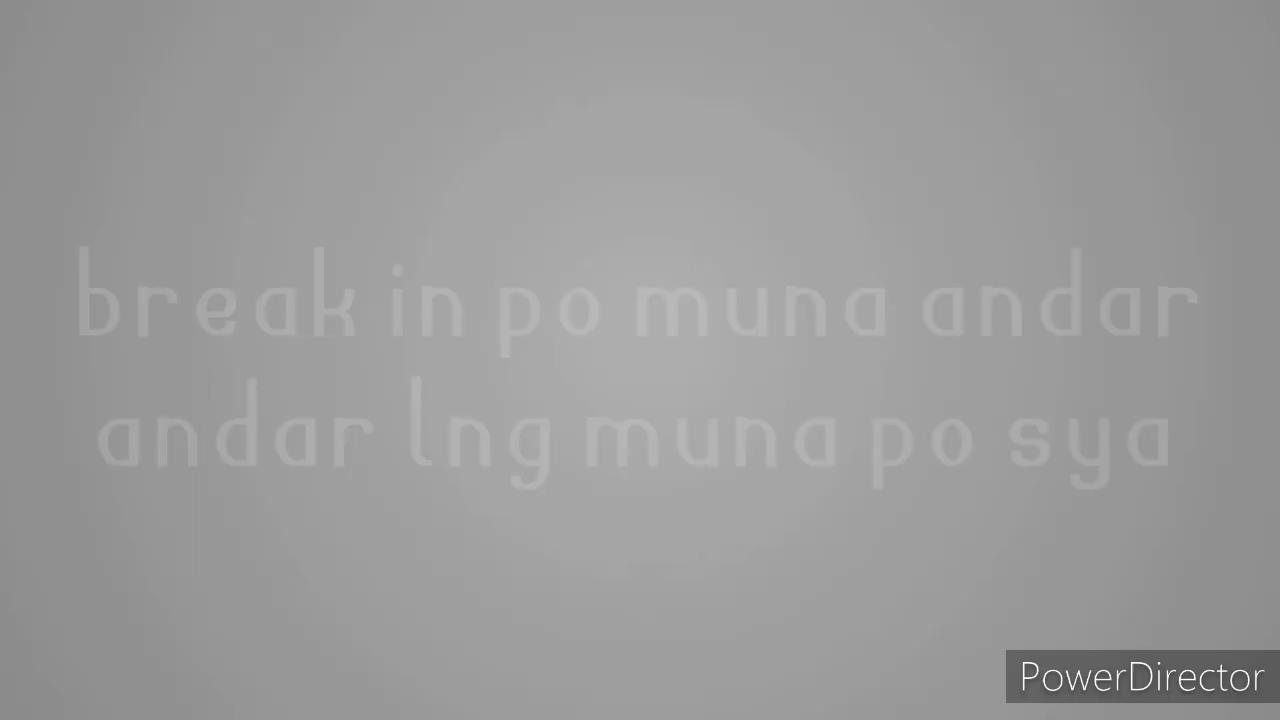 break in po muna andar
andar lng muna po sya
PowerDirector